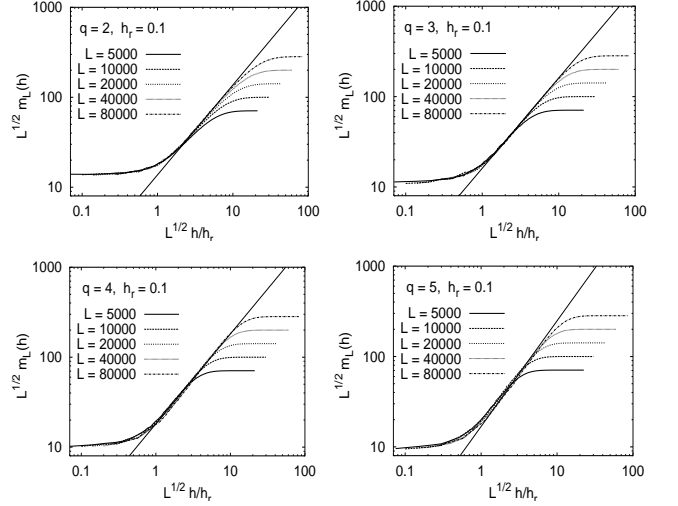 1000
100
10
0.1 1 10 100
L^{1/2} m_L(h)
L^{1/2} h/h_r
q = 2, h_r = 0.1
L = 5000
L = 10000
L = 20000
L = 40000
L = 80000
1000
100
10
0.1 1 10 100
L^{1/2} m_L(h)
L^{1/2} h/h_r
q = 3, h_r = 0.1
L = 5000
L = 10000
L = 20000
L = 40000
L = 80000
1000
100
10
0.1 1 10 100
L^{1/2} m_L(h)
L^{1/2} h/h_r
q = 4, h_r = 0.1
L = 5000
L = 10000
L = 20000
L = 40000
L = 80000
1000
100
10
0.1 1 10 100
L^{1/2} m_L(h)
L^{1/2} h/h_r
q = 5, h_r = 0.1
L = 5000
L = 10000
L = 20000
L = 40000
L = 80000